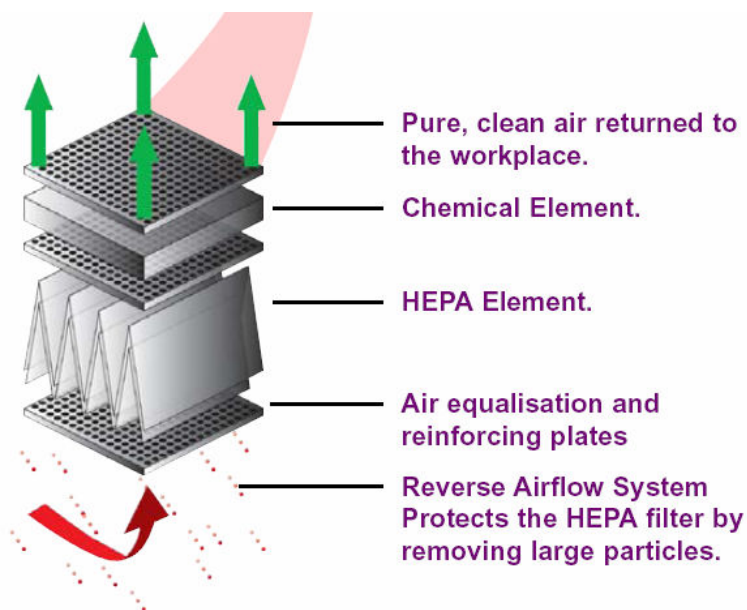 Pure, clean air returned to
the workplace.
Chemical Element.
HEPA Element.
Air equalisation and
reinforcing plates
Reverse Airflow System
Protects the HEPA filter by
removing large particles.